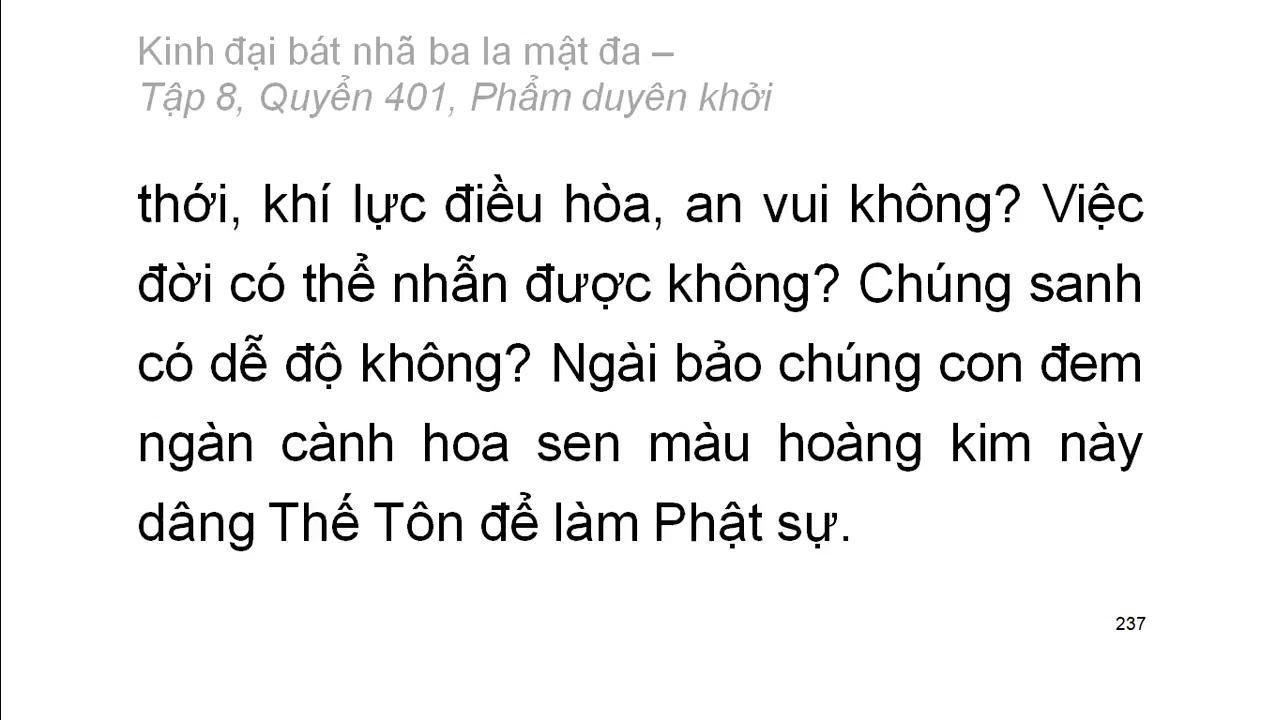 Kinh đại bát nhã ba la mật đa –
Tập 8, Quyển 401, Phẩm duyên khởi
thới, khí lực điều hòa, an vui không? Việc
đời có thể nhẫn được không? Chúng sanh
có dễ độ không? Ngài bảo chúng con đem
ngàn cành hoa sen màu hoàng kim này
dâng Thế Tôn để làm Phật sự.
237